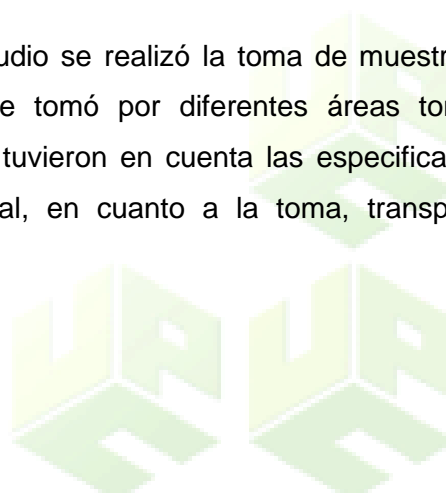 udio se realizó la toma de muestr
e tomó por diferentes áreas to
tuvieron en cuenta las especifica
al, en cuanto a la toma, transp